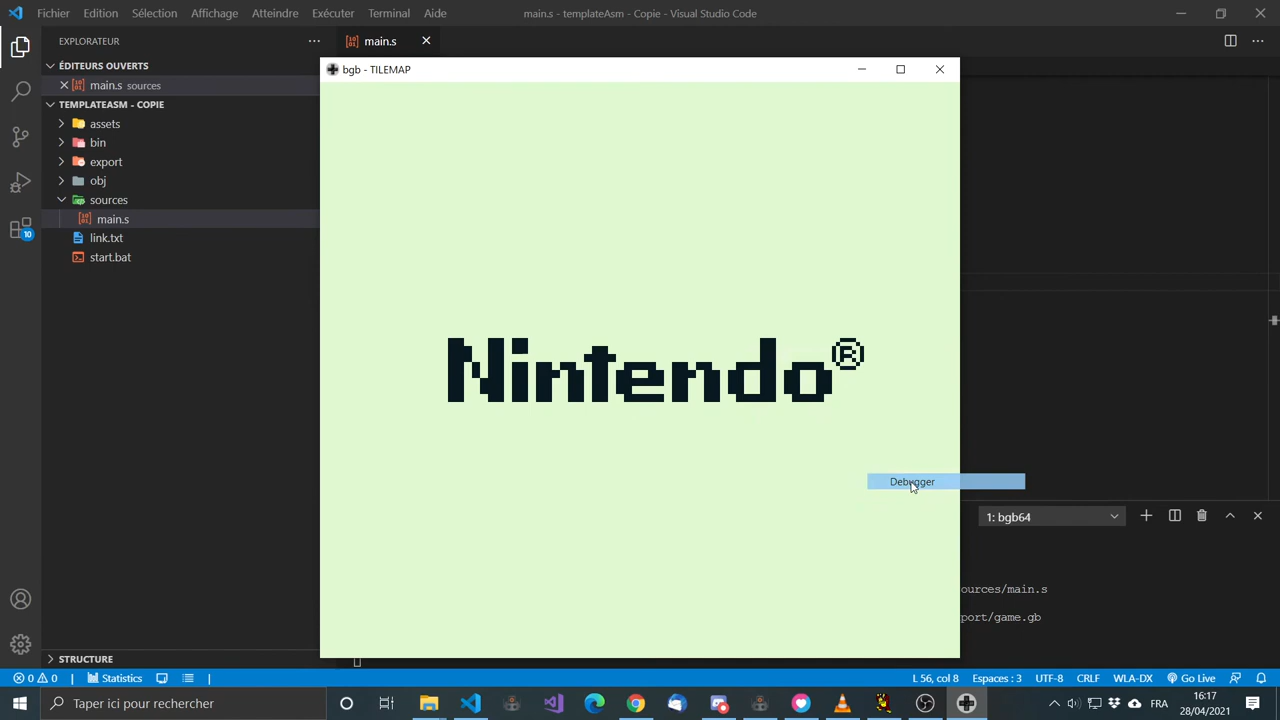 Fichier Edition Sélection Affichage Atteindre Exécuter Terminal Aide
main.s - templateAsm - Copie - Visual Studio Code
EXPLORATEUR
main.s
ÉDITEURS OUVERTS
main.s sources
TEMPLATEASM - COPIE
assets
bin
export
obj
sources
main.s
link.txt
start.bat
bgb - TILEMAP
Nintendo®
Debugger
1: bgb64
ources/main.s
port/game.gb
10
STRUCTURE
0 0 Statistics
L 56, col 8 Espaces : 3 UTF-8 CRLF WLA-DX Go Live
Taper ici pour rechercher
FRA
16:17
28/04/2021